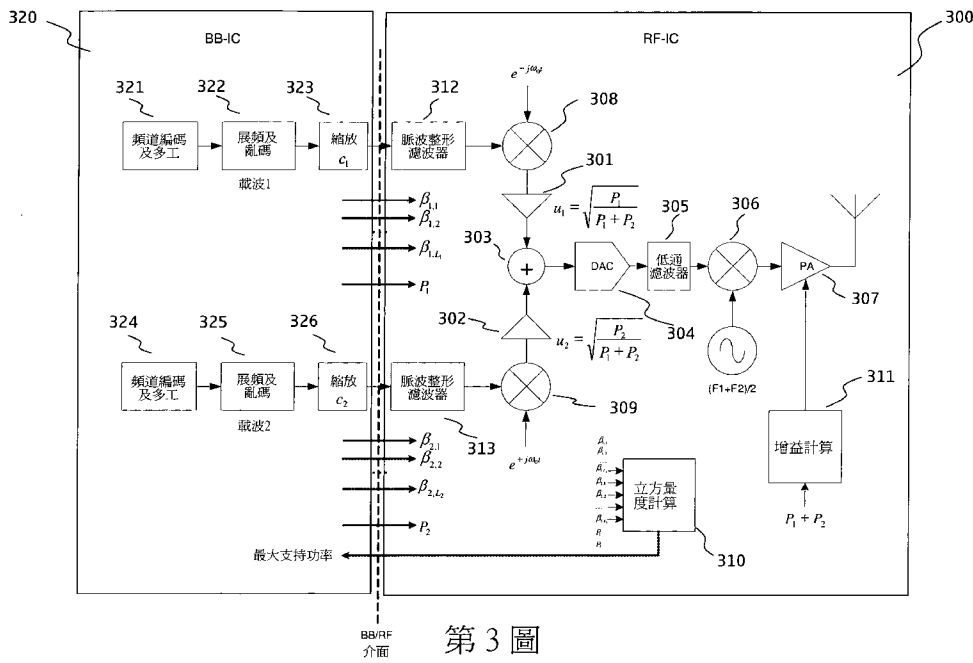 320
BB-IC
RF-IC
300
321
322
323
312
308
e^{-jω₀t}
頻道編碼
及多工
展頻及
亂碼
縮放
c₁
脈波整形
濾波器
載波1
301
u₁ = √(P₁/(P₁ + P₂))
β₁,₁
β₁,₂
β₁,L₁
P₁
303
+
DAC
304
305
低通
濾波器
306
PA
307
(F1+F2)/2
302
u₂ = √(P₂/(P₁ + P₂))
324
325
326
頻道編碼
及多工
展頻及
亂碼
縮放
c₂
脈波整形
濾波器
載波2
313
309
e^{+jω₀t}
311
增益計算
P₁ + P₂
β₂,₁
β₂,₂
β₂,L₂
P₂
立方量
度計算
310
最大支持功率
BB/RF
介面
第 3 圖